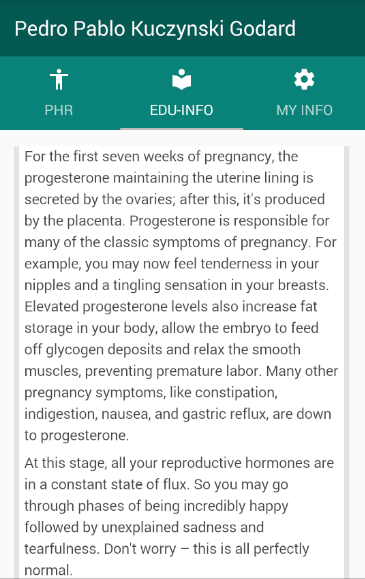 Pedro Pablo Kuczynski Godard
PHR
EDU-INFO
MY INFO
For the first seven weeks of pregnancy, the
progesterone maintaining the uterine lining is
secreted by the ovaries; after this, it's produced
by the placenta. Progesterone is responsible for
many of the classic symptoms of pregnancy. For
example, you may now feel tenderness in your
nipples and a tingling sensation in your breasts.
Elevated progesterone levels also increase fat
storage in your body, allow the embryo to feed
off glycogen deposits and relax the smooth
muscles, preventing premature labor. Many other
pregnancy symptoms, like constipation,
indigestion, nausea, and gastric reflux, are down
to progesterone.
At this stage, all your reproductive hormones are
in a constant state of flux. So you may go
through phases of being incredibly happy
followed by unexplained sadness and
tearfulness. Don't worry – this is all perfectly
normal.